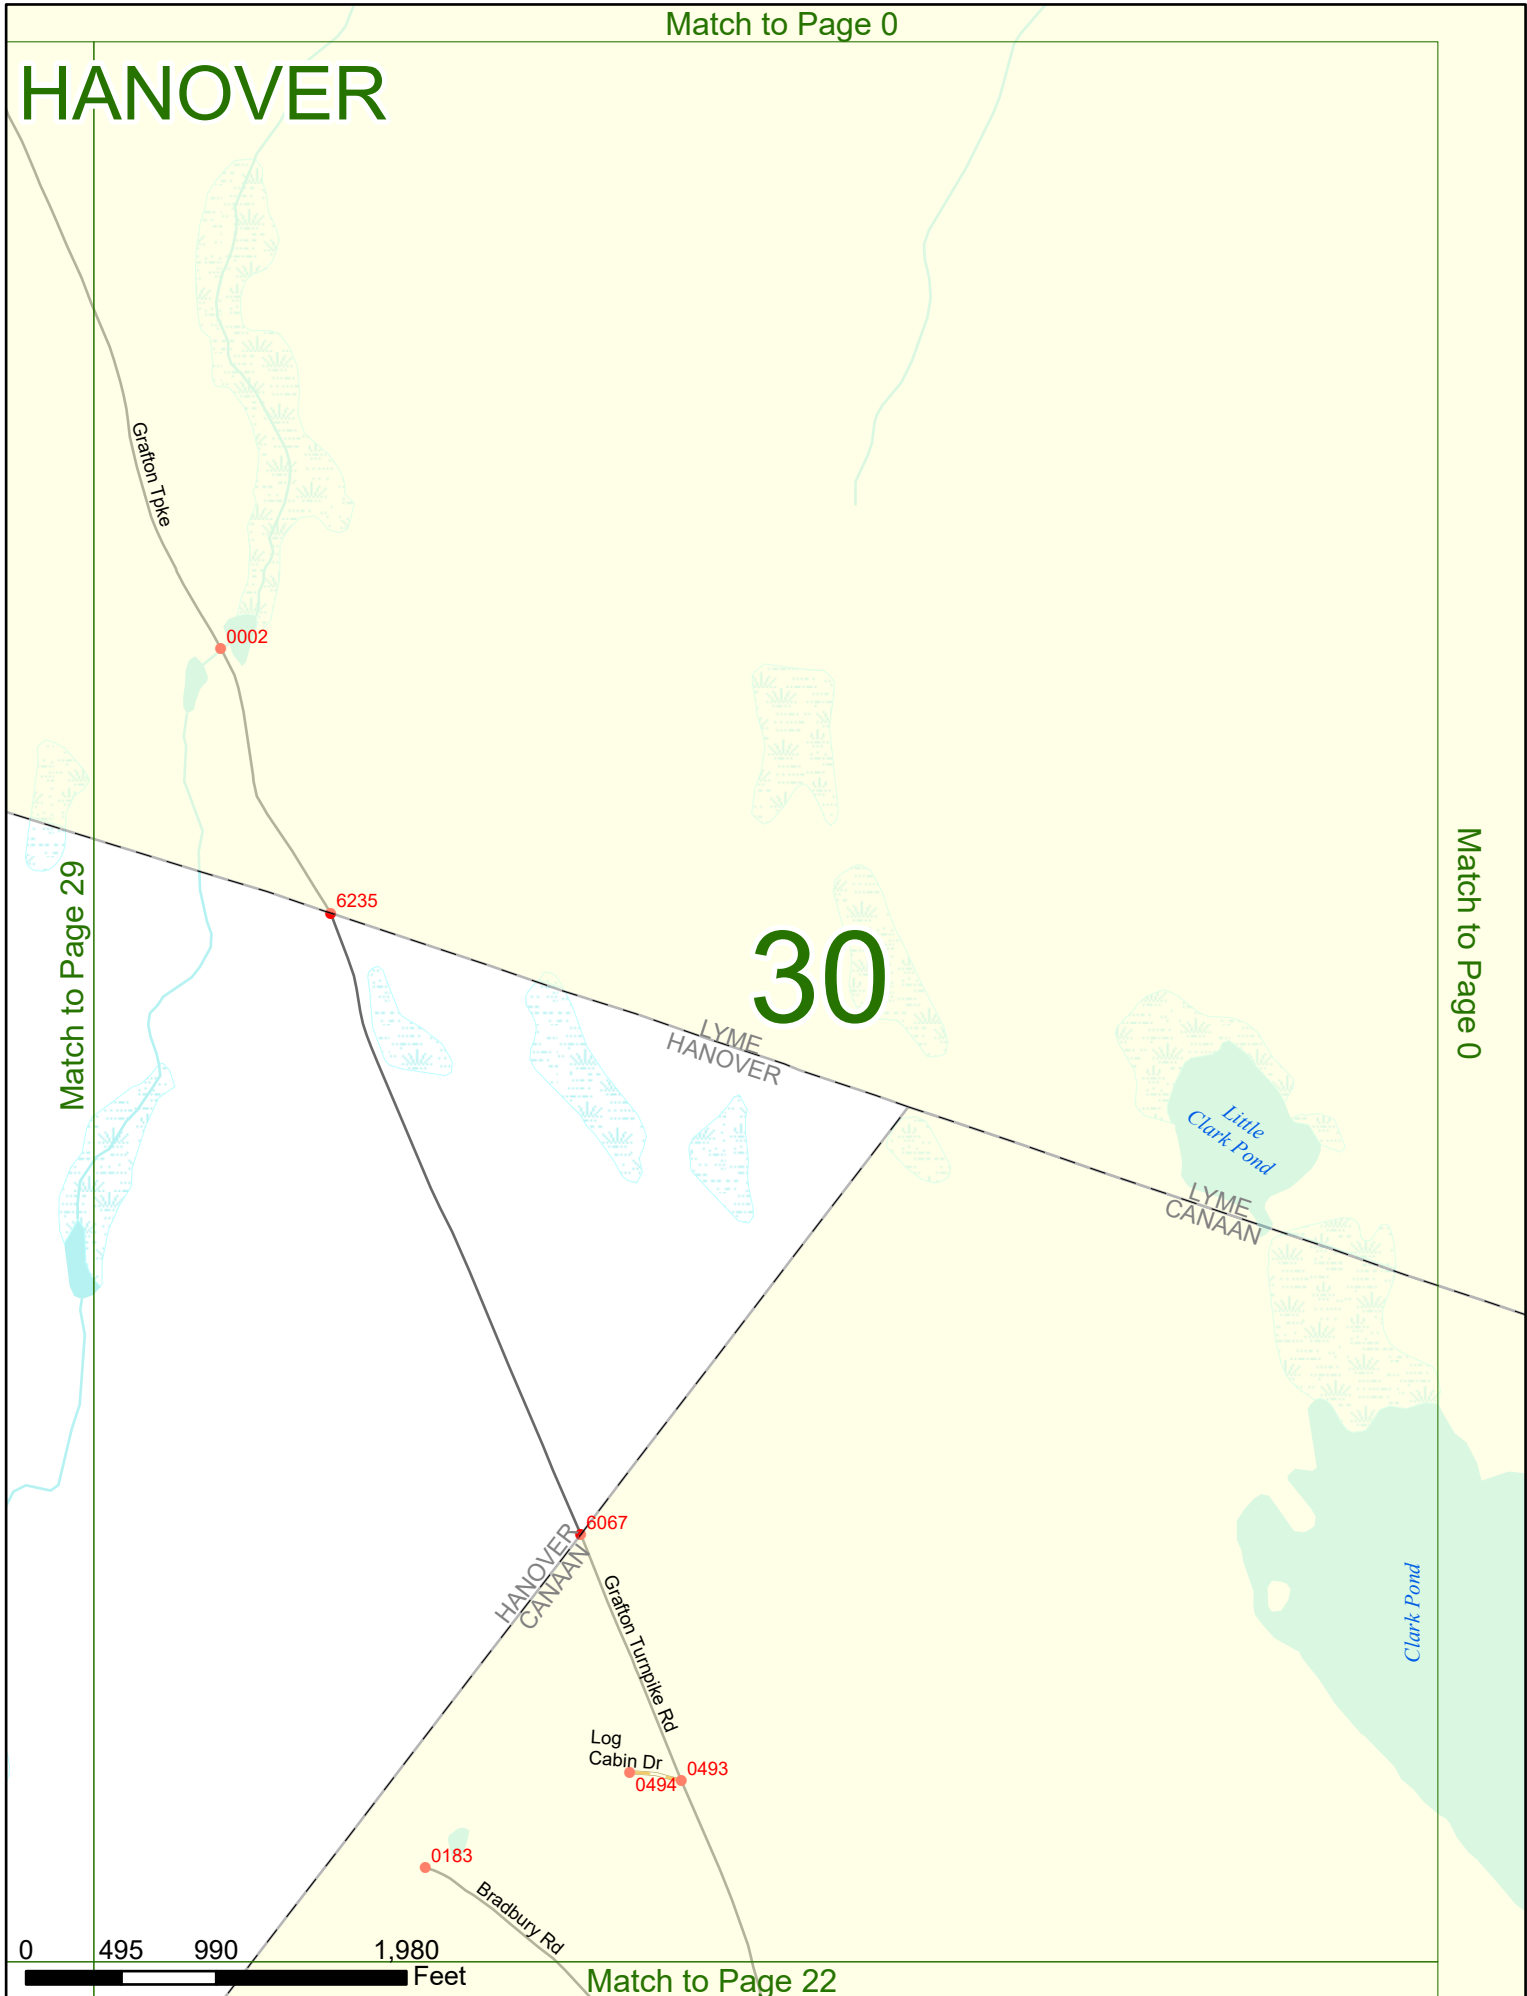 Match to Page 0
HANOVER
Grafton Tpke
0002
Match to Page 29
6235
30
Match to Page 0
LYME
HANOVER
Little
Clark Pond
LYME
CANAAN
6067
HANOVER
CANAAN
Grafton Turnpike Rd
Clark Pond
Log
Cabin Dr
0493
0494
0183
Bradbury Rd
0 495 990 1,980
Feet
Match to Page 22